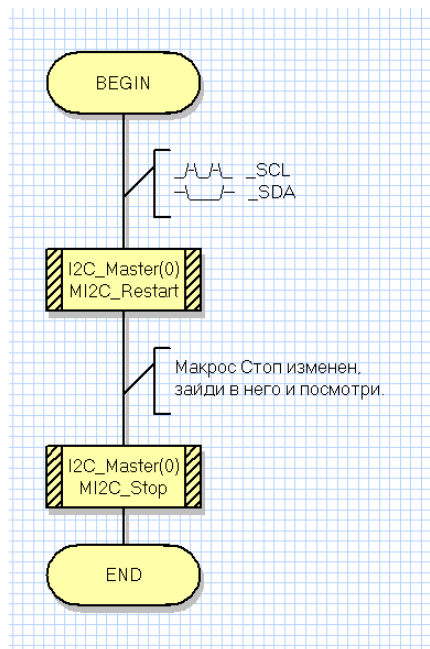 BEGIN
_SCL
_SDA
I2C_Master(0)
MI2C_Restart
Макрос Стоп изменен,
зайди в него и посмотри.
I2C_Master(0)
MI2C_Stop
END